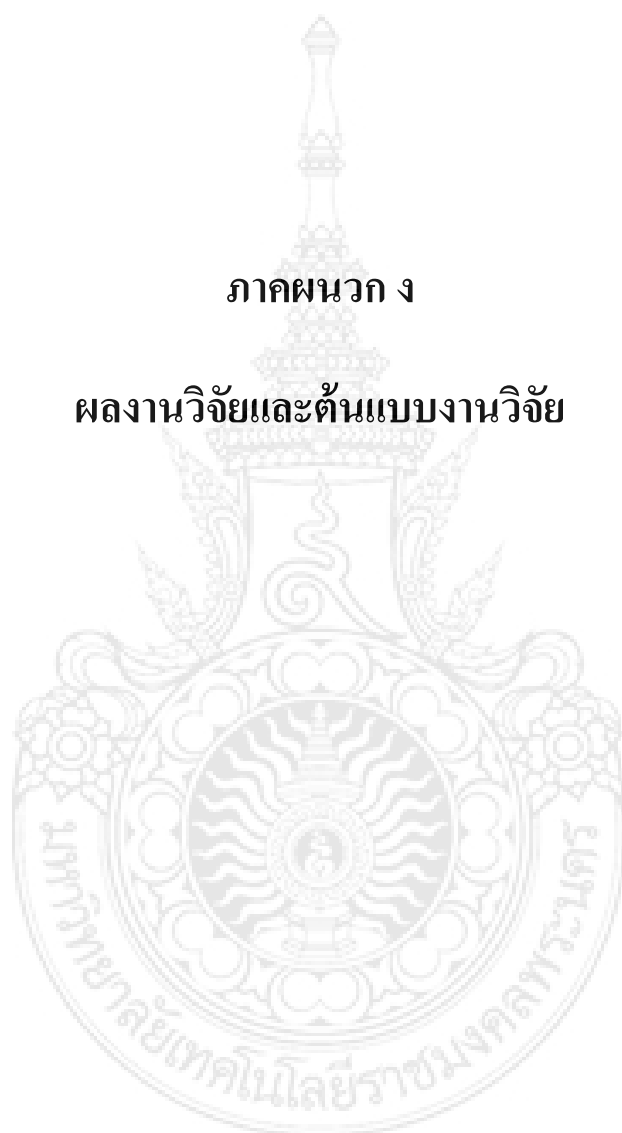 ภาคผนวก ง
ผลงานวิจัยและต้นแบบงานวิจัย
มหาวิทยาลัยเทคโนโลยีราชมงคลพระนคร